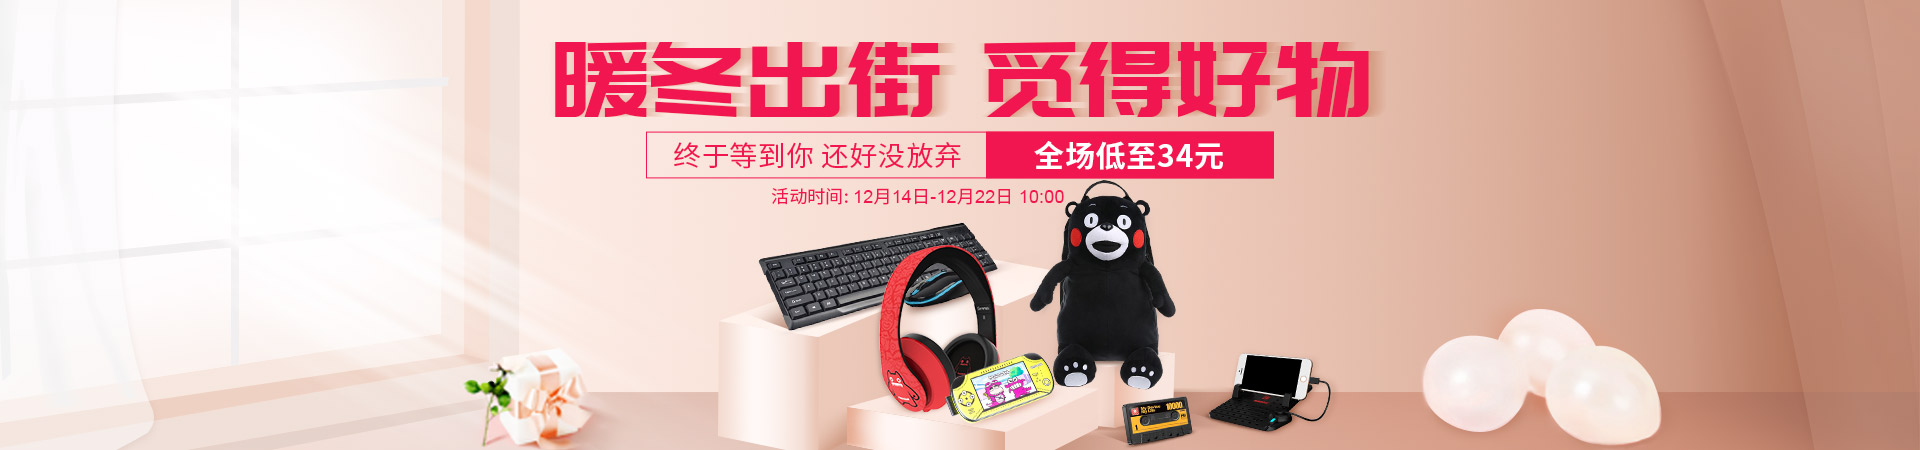 暖冬出街 觅得好物
终于等到你 还好没放弃
全场低至34元
活动时间: 12月14日-12月22日 10:00
10000
1